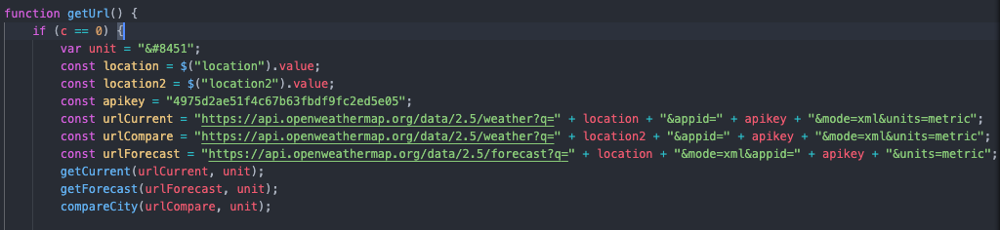 function getUrl() {
if (c == 0) {
var unit = "&#8451";
const location = $("location").value;
const location2 = $("location2").value;
const apikey = "4975d2ae51f4c67b63fbdf9fc2ed5e05";
const urlCurrent = "https://api.openweathermap.org/data/2.5/weather?q=" + location + "&appid=" + apikey + "&mode=xml&units=metric";
const urlCompare = "https://api.openweathermap.org/data/2.5/weather?q=" + location2 + "&appid=" + apikey + "&mode=xml&units=metric";
const urlForecast = "https://api.openweathermap.org/data/2.5/forecast?q=" + location + "&mode=xml&appid=" + apikey + "&units=metric";
getCurrent(urlCurrent, unit);
getForecast(urlForecast, unit);
compareCity(urlCompare, unit);